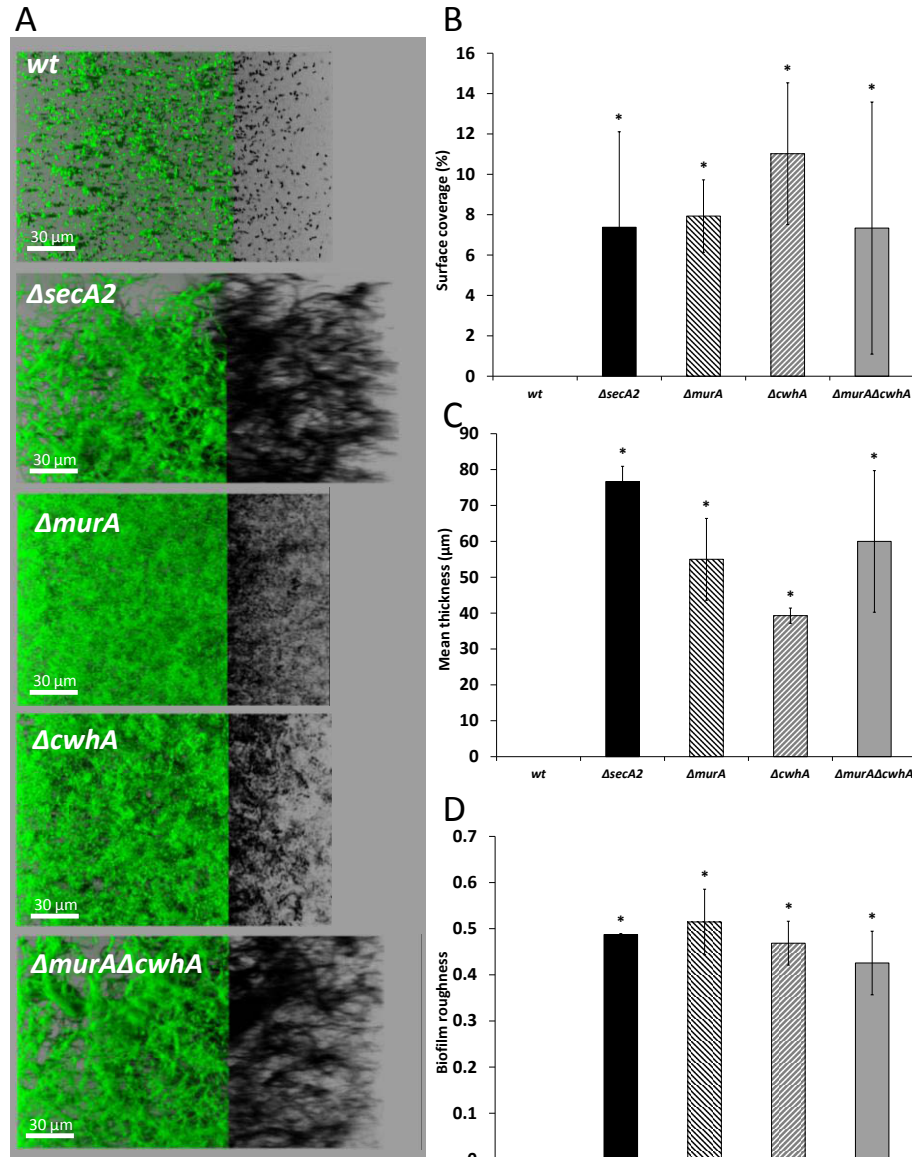 A
wt
30 µm
ΔsecA2
30 µm
ΔmurA
30 µm
ΔcwhA
30 µm
ΔmurAΔcwhA
30 µm
B
Surface coverage (%)
16
14
12
10
8
6
4
2
0
* * * *
wt ΔsecA2 ΔmurA ΔcwhA ΔmurAΔcwhA
C
Mean thickness (µm)
90
80
70
60
50
40
30
20
10
0
* * * *
wt ΔsecA2 ΔmurA ΔcwhA ΔmurAΔcwhA
D
Biofilm roughness
0.7
0.6
0.5
0.4
0.3
0.2
0.1
0
* * * *